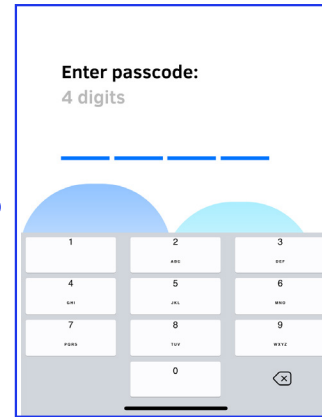 Enter passcode:
4 digits
1 2 3
ABC DEF
4 5 6
GHI JKL MNO
7 8 9
PQRS TUV WXYZ
0